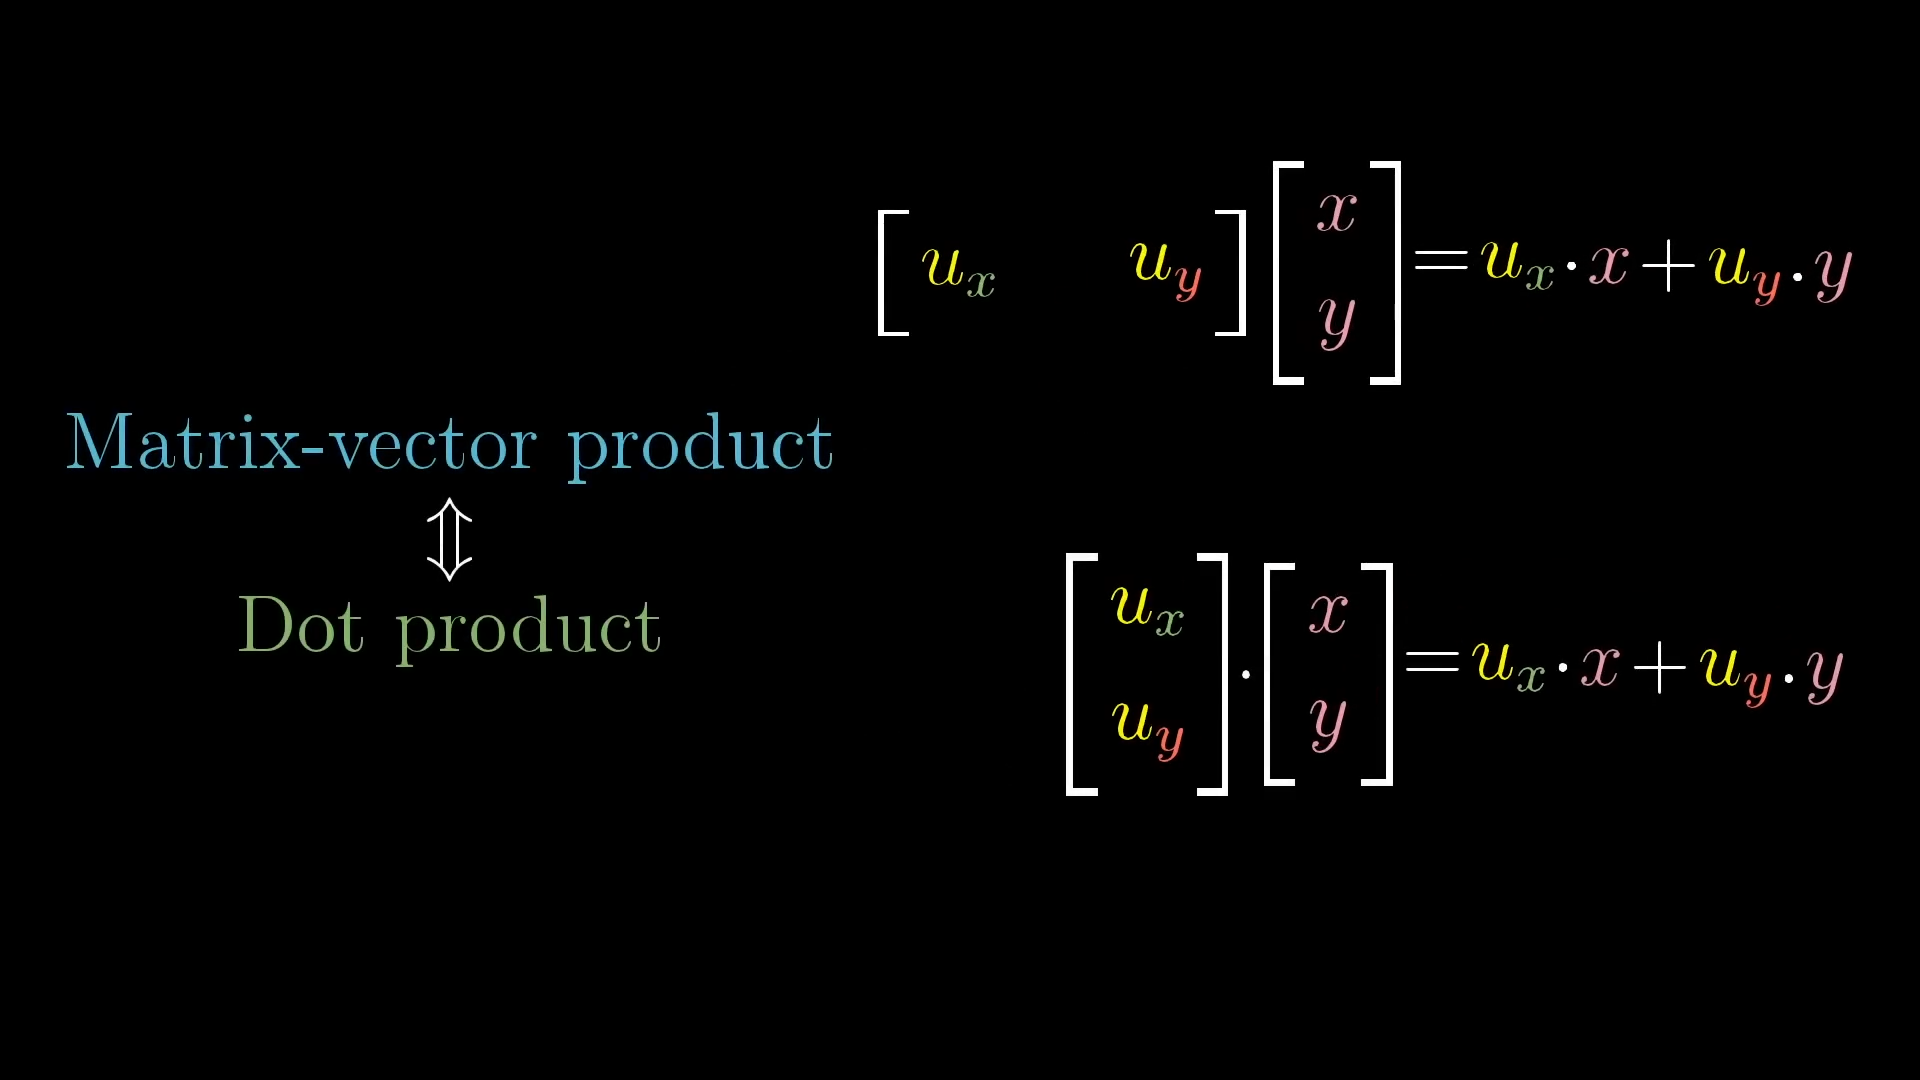 Matrix-vector product
⇕
Dot product
[u_x u_y] [x y] = u_x · x + u_y · y
[u_x u_y] · [x y] = u_x · x + u_y · y